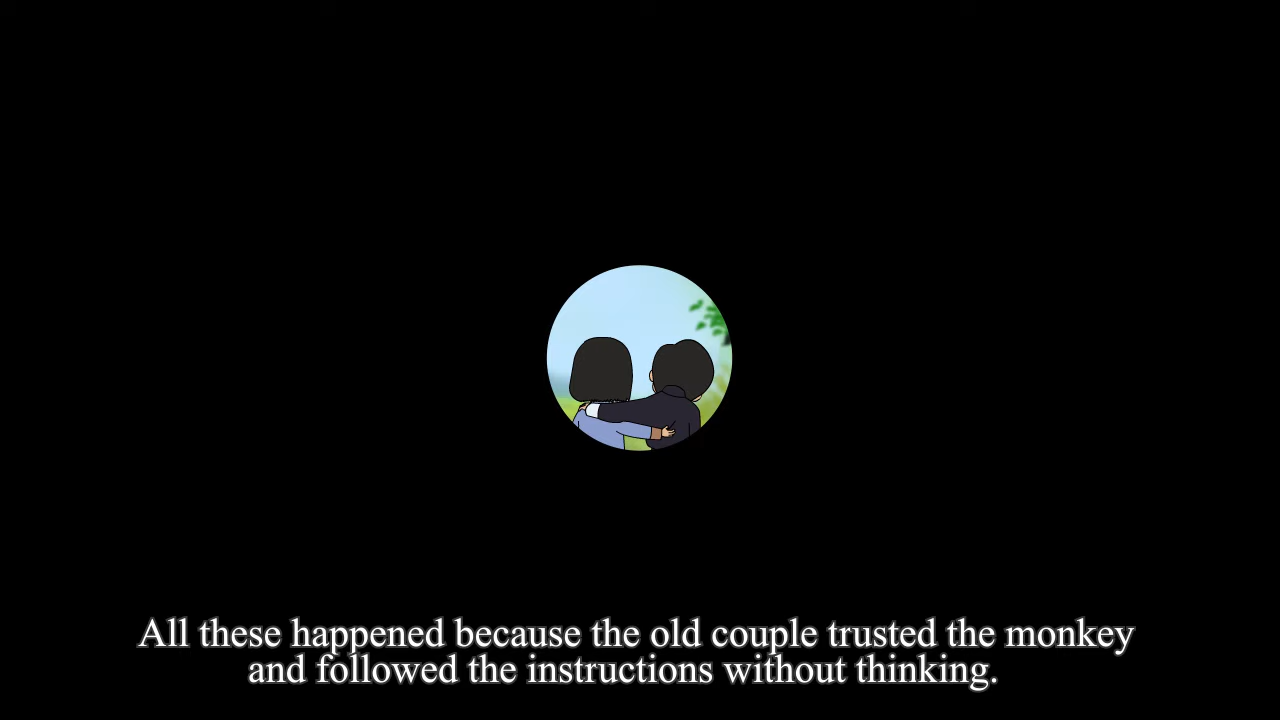 All these happened because the old couple trusted the monkey
and followed the instructions without thinking.